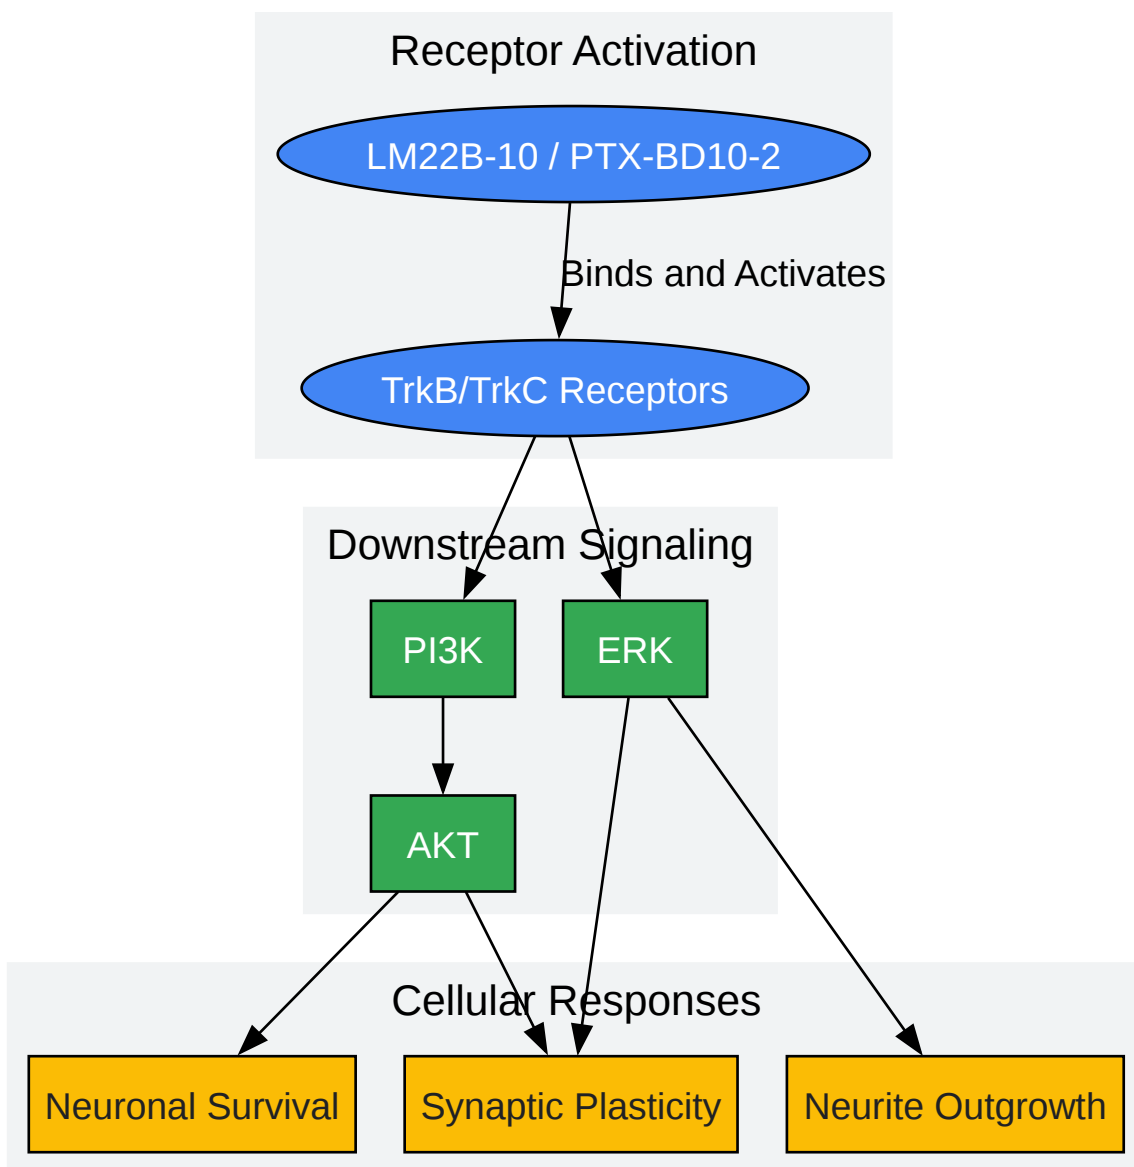 Receptor Activation
LM22B-10 / PTX-BD10-2
Binds and Activates
TrkB/TrkC Receptors
Downstream Signaling
PI3K
ERK
AKT
Cellular Responses
Neuronal Survival
Synaptic Plasticity
Neurite Outgrowth